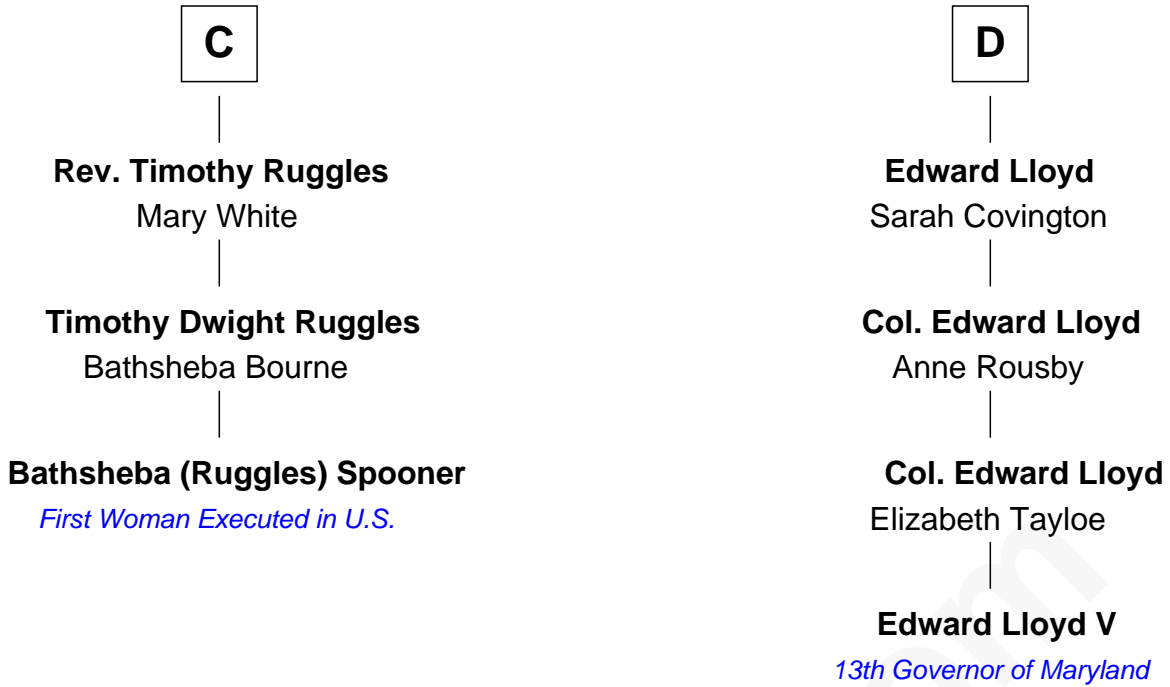 C
Rev. Timothy Ruggles
Mary White
Timothy Dwight Ruggles
Bathsheba Bourne
Bathsheba (Ruggles) Spooner
First Woman Executed in U.S.
D
Edward Lloyd
Sarah Covington
Col. Edward Lloyd
Anne Rousby
Col. Edward Lloyd
Elizabeth Tayloe
Edward Lloyd V
13th Governor of Maryland